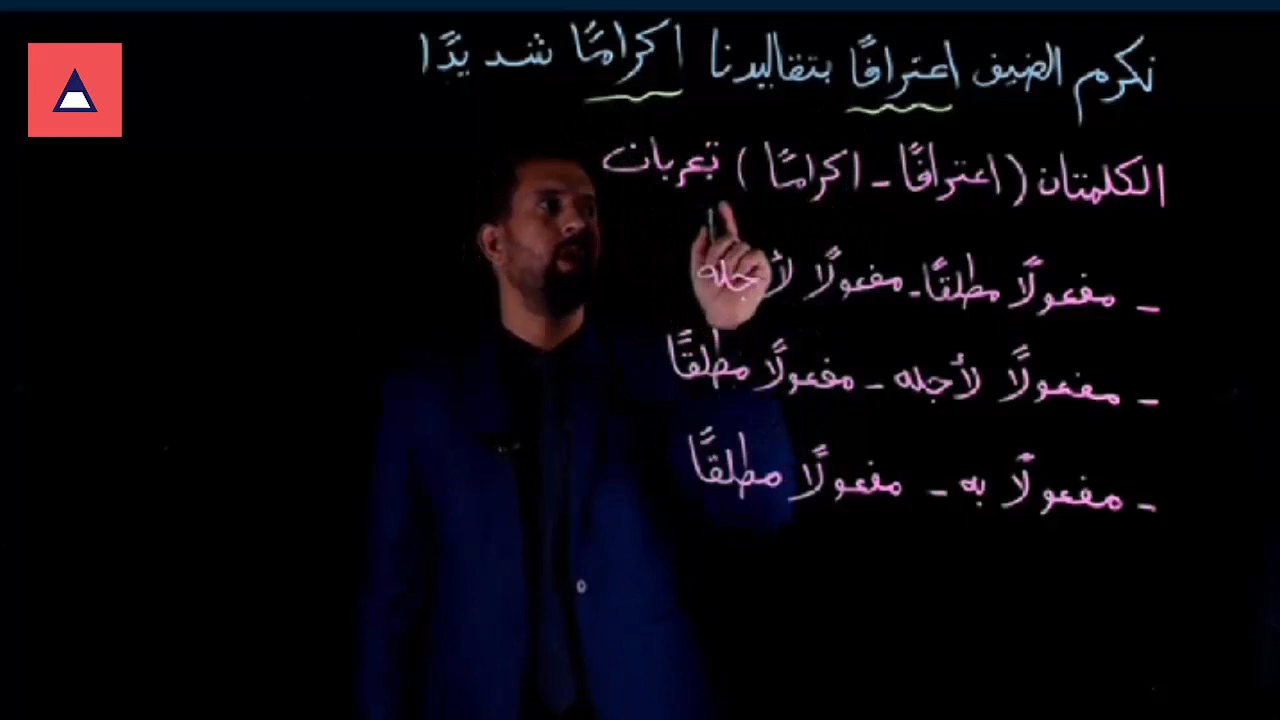 نكرم الضيف اعترافًا بتقاليدنا اكرامًا شديدًا
الكلمتان (اعترافًا - اكرامًا) تعربان
- مفعولًا مطلقًا - مفعولًا لأجله
- مفعولًا لأجله - مفعولًا مطلقًا
- مفعولًا به - مفعولًا مطلقًا